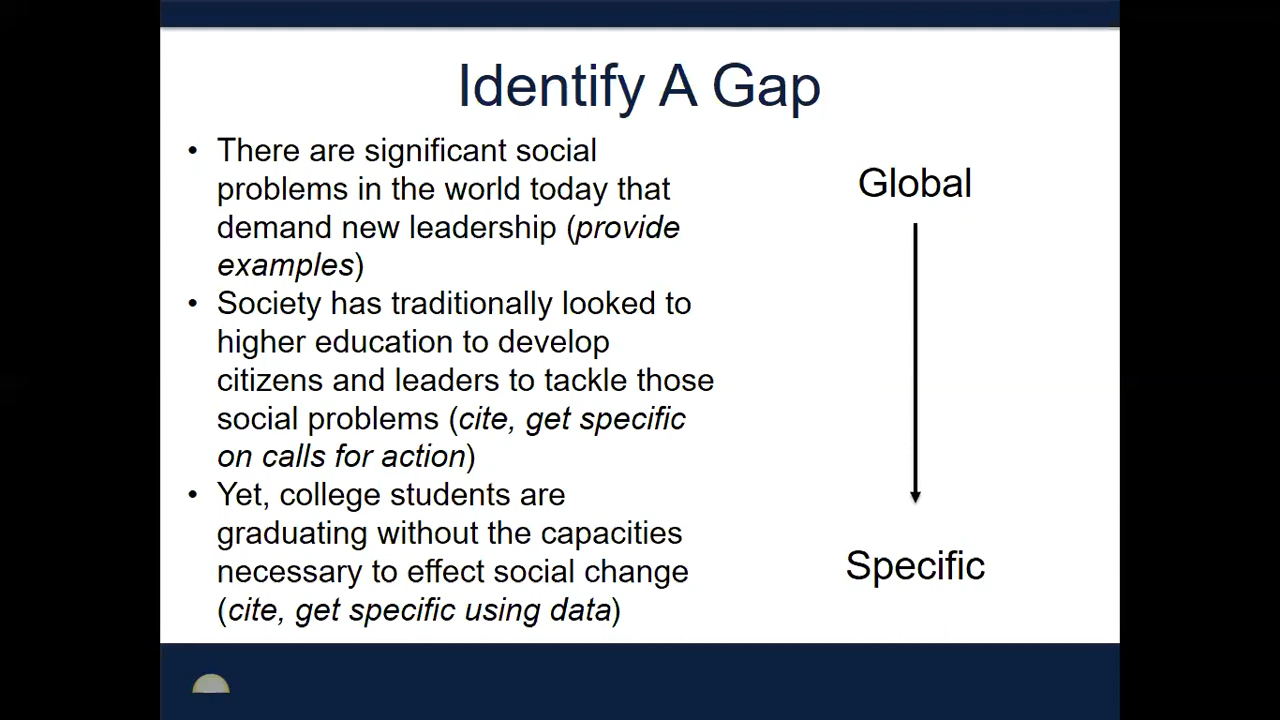 Identify A Gap
• There are significant social
problems in the world today that
demand new leadership (provide
examples)
• Society has traditionally looked to
higher education to develop
citizens and leaders to tackle those
social problems (cite, get specific
on calls for action)
• Yet, college students are
graduating without the capacities
necessary to effect social change
(cite, get specific using data)
Global
Specific